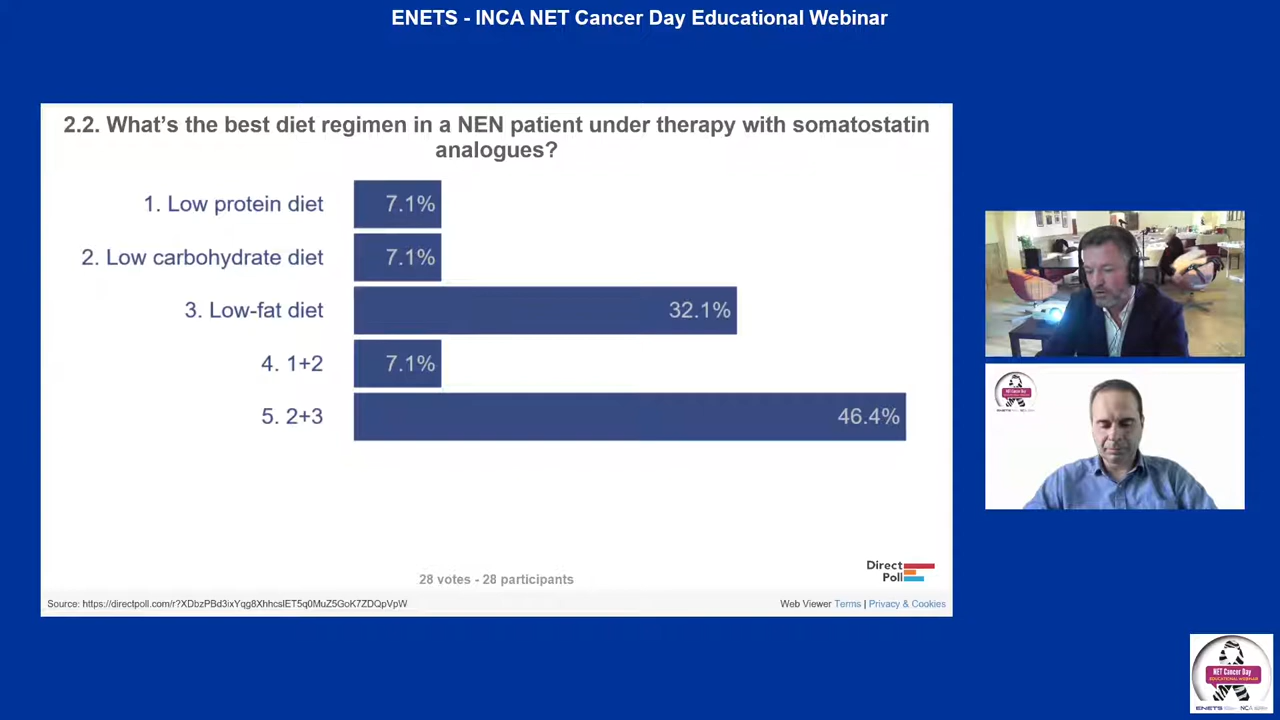 ENETS - INCA NET Cancer Day Educational Webinar
2.2. What's the best diet regimen in a NEN patient under therapy with somatostatin
analogues?
1. Low protein diet 7.1%
2. Low carbohydrate diet 7.1%
3. Low-fat diet 32.1%
4. 1+2 7.1%
5. 2+3 46.4%
Direct
Poll
28 votes - 28 participants
Source: https://directpoll.com/r?XDbzPBd3ixYqg8XhhcsIET5q0MuZ5GoK7ZDQpVpW
Web Viewer Terms | Privacy & Cookies
NET Cancer Day
EDUCATIONAL WEBINAR
ENETS